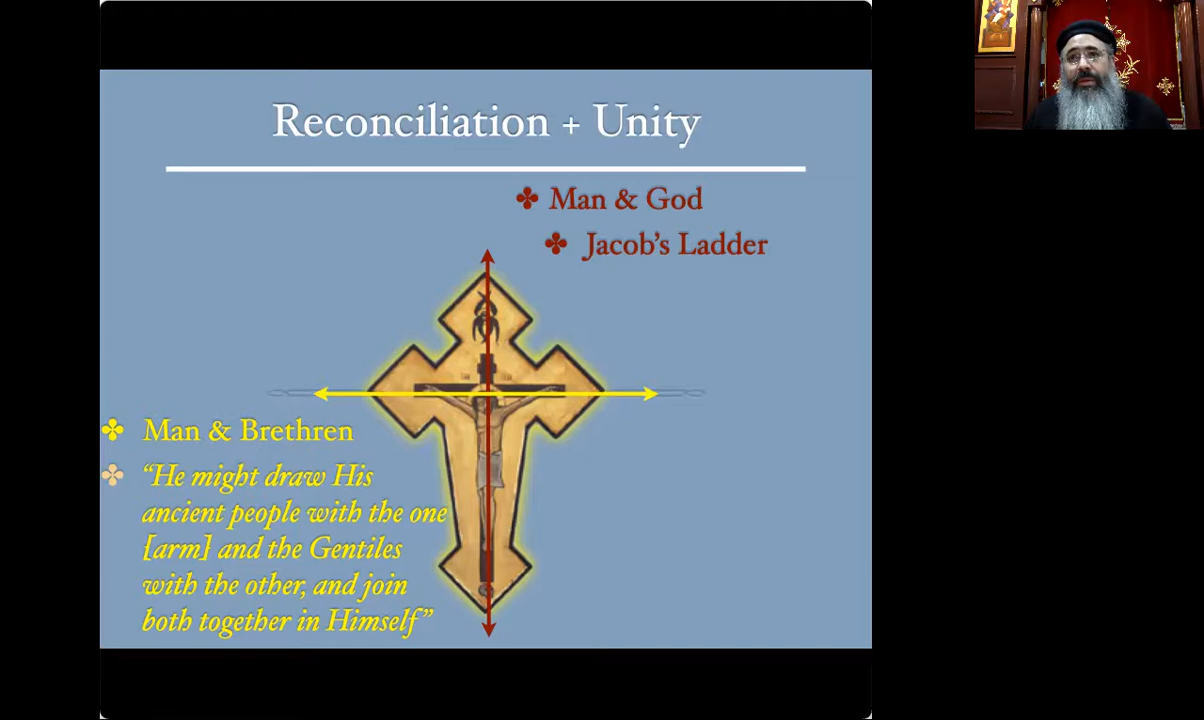 Reconciliation + Unity
Man & God
Jacob's Ladder
Man & Brethren
“He might draw His
ancient people with the one
[arm] and the Gentiles
with the other, and join
both together in Himself”